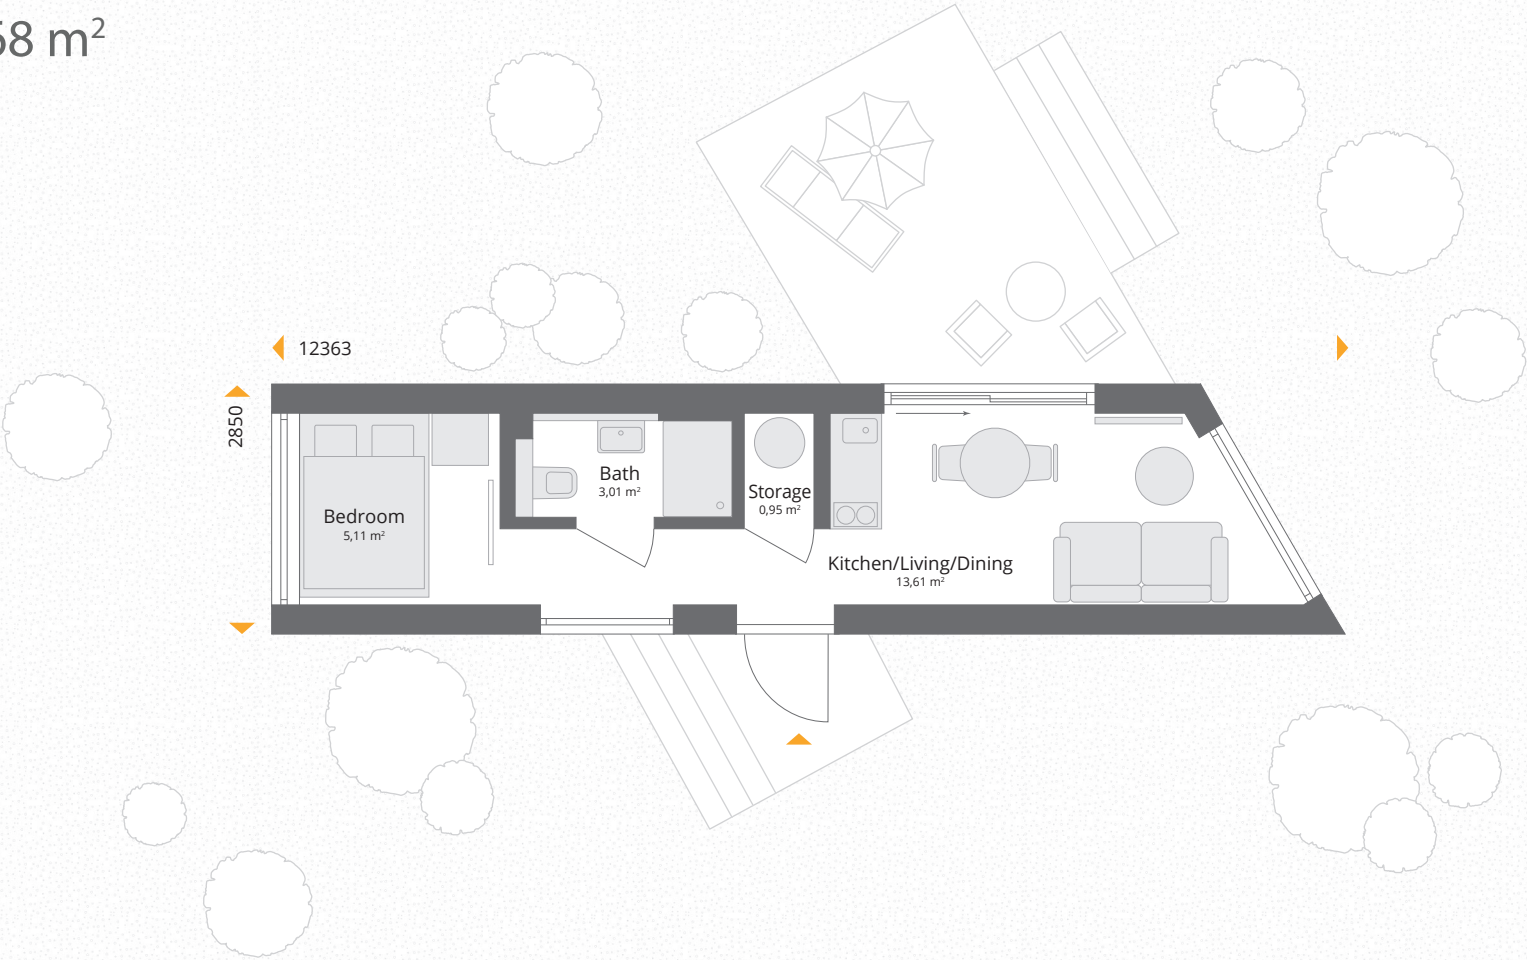 68 m²
12363
2850
Bath
3,01 m²
Storage
0,95 m²
Bedroom
5,11 m²
Kitchen/Living/Dining
13,61 m²